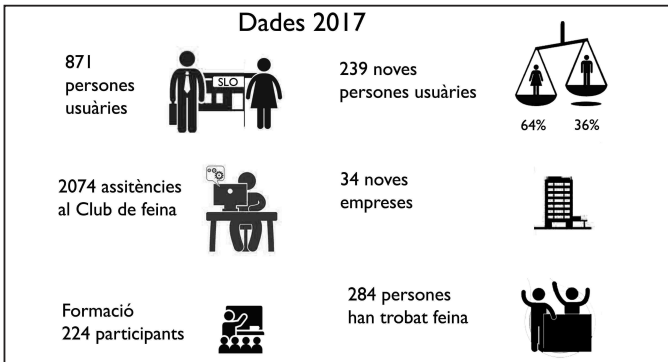 Dades 2017
871
persones
usuàries
SLO
239 noves
persones usuàries
64% 36%
2074 assitències
al Club de feina
34 noves
empreses
Formació
224 participants
284 persones
han trobat feina